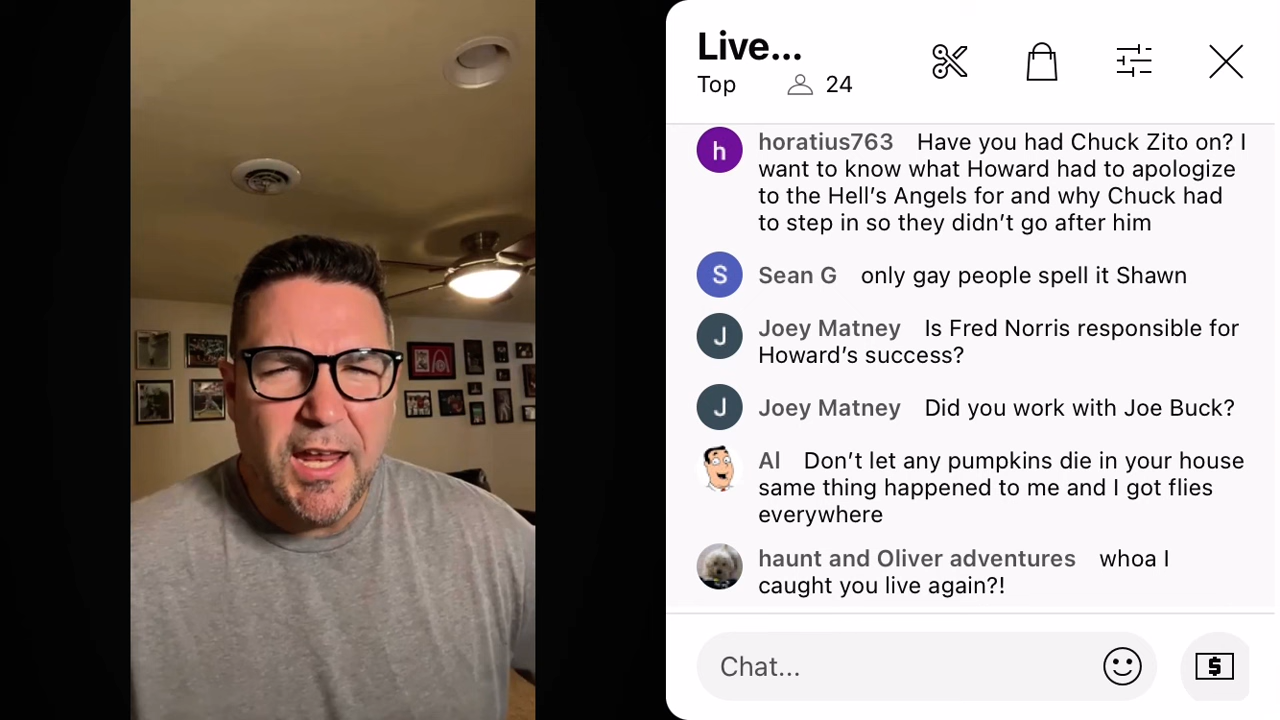 Live...
Top 24
h horatius763 Have you had Chuck Zito on? I
want to know what Howard had to apologize
to the Hell’s Angels for and why Chuck had
to step in so they didn’t go after him
S Sean G only gay people spell it Shawn
J Joey Matney Is Fred Norris responsible for
Howard’s success?
J Joey Matney Did you work with Joe Buck?
Al Don’t let any pumpkins die in your house
same thing happened to me and I got flies
everywhere
haunt and Oliver adventures whoa I
caught you live again?!
Chat...
$